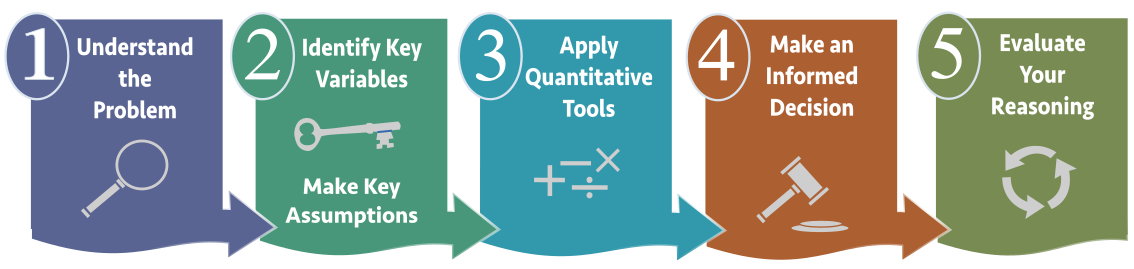 1
Understand
the
Problem
2
Identify Key
Variables
Make Key
Assumptions
3
Apply
Quantitative
Tools
4
Make an
Informed
Decision
5
Evaluate
Your
Reasoning